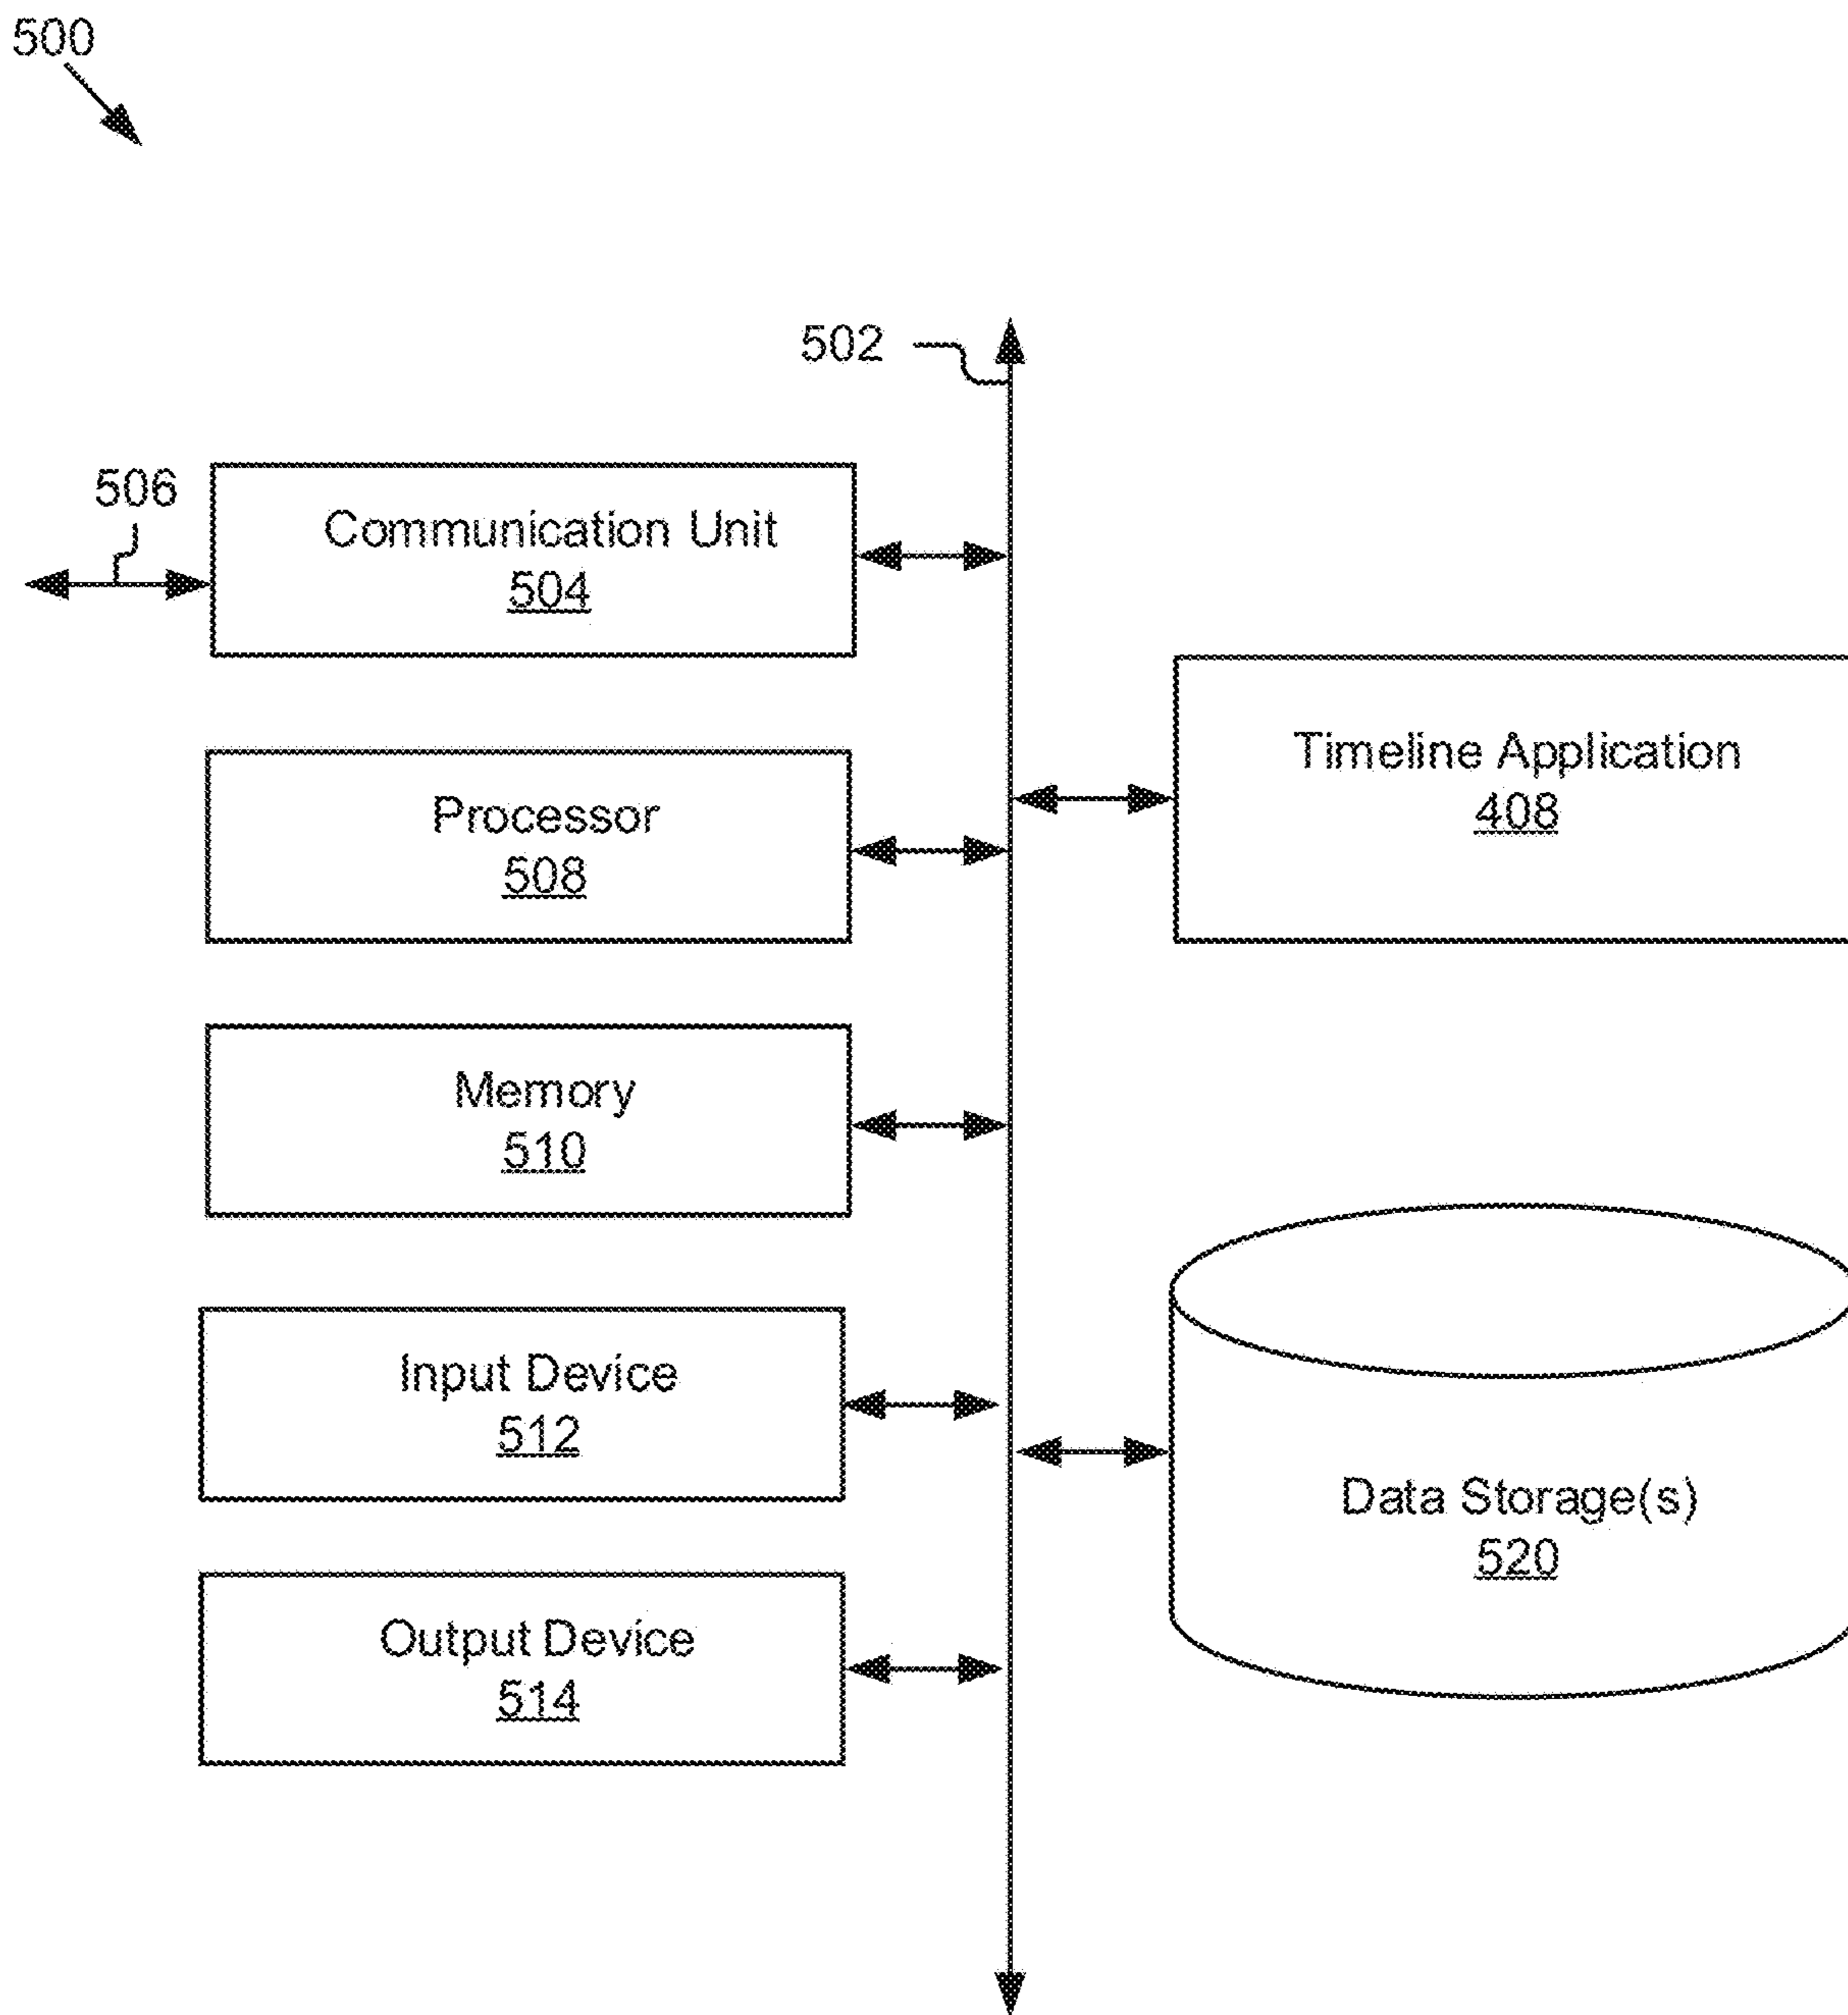 500
502
506
Communication Unit
504
Timeline Application
408
Processor
508
Memory
510
Input Device
512
Data Storage(s)
520
Output Device
514